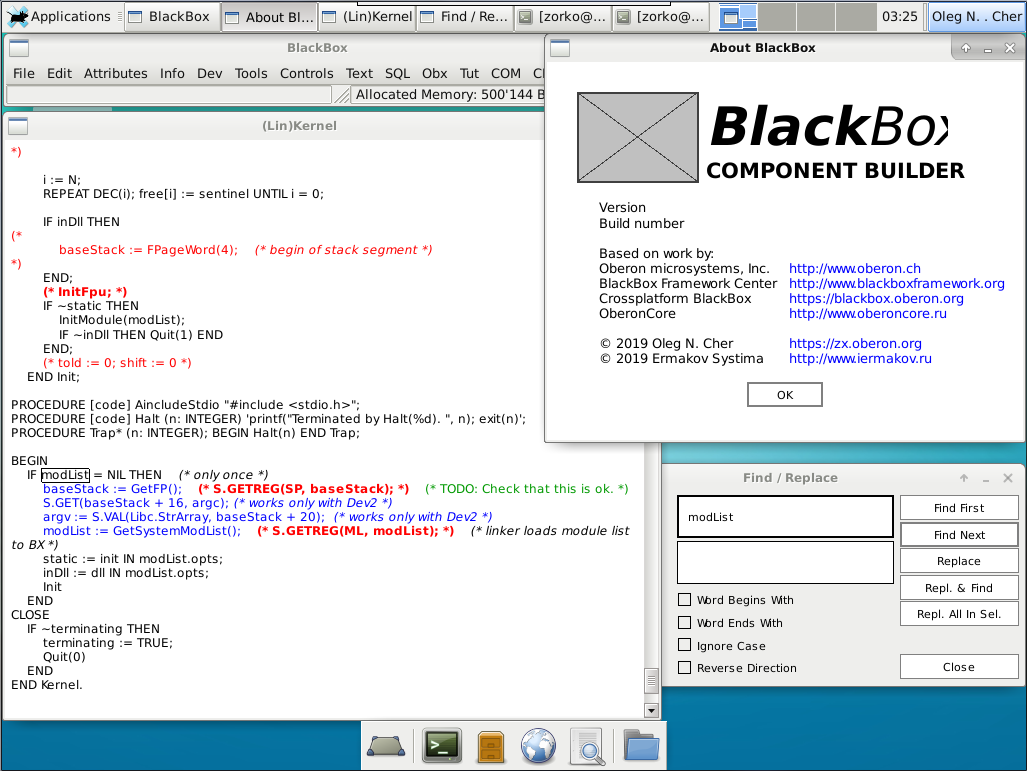 Applications
BlackBox
About Bl...
(Lin)Kernel
Find / Re...
[zorko@...
[zorko@...
03:25
Oleg N. . Cher
BlackBox
File Edit Attributes Info Dev Tools Controls Text SQL Obx Tut COM
Allocated Memory: 500'144 B
(Lin)Kernel
*)
i := N;
REPEAT DEC(i); free[i] := sentinel UNTIL i = 0;
IF inDll THEN
(*
baseStack := FPageWord(4); (* begin of stack segment *)
*)
END;
(* InitFpu; *)
IF ~static THEN
InitModule(modList);
IF ~inDll THEN Quit(1) END
END;
(* told := 0; shift := 0 *)
END Init;
PROCEDURE [code] AincludeStdio "#include <stdio.h>";
PROCEDURE [code] Halt (n: INTEGER) 'printf("Terminated by Halt(%d). ", n); exit(n)';
PROCEDURE Trap* (n: INTEGER); BEGIN Halt(n) END Trap;
BEGIN
IF modList = NIL THEN (* only once *)
baseStack := GetFP(); (* S.GETREG(SP, baseStack); *) (* TODO: Check that this is ok. *)
S.GET(baseStack + 16, argc); (* works only with Dev2 *)
argv := S.VAL(Libc.StrArray, baseStack + 20); (* works only with Dev2 *)
modList := GetSystemModList(); (* S.GETREG(ML, modList); *) (* linker loads module list
to BX *)
static := init IN modList.opts;
inDll := dll IN modList.opts;
Init
END
CLOSE
IF ~terminating THEN
terminating := TRUE;
Quit(0)
END
END Kernel.
About BlackBox
BlackBox
COMPONENT BUILDER
Version
Build number
Based on work by:
Oberon microsystems, Inc. http://www.oberon.ch
BlackBox Framework Center http://www.blackboxframework.org
Crossplatform BlackBox https://blackbox.oberon.org
OberonCore http://www.oberoncore.ru
© 2019 Oleg N. Cher https://zx.oberon.org
© 2019 Ermakov Systima http://www.iermakov.ru
OK
Find / Replace
modList
Find First
Find Next
Replace
Repl. & Find
Repl. All In Sel.
Word Begins With
Word Ends With
Ignore Case
Reverse Direction
Close